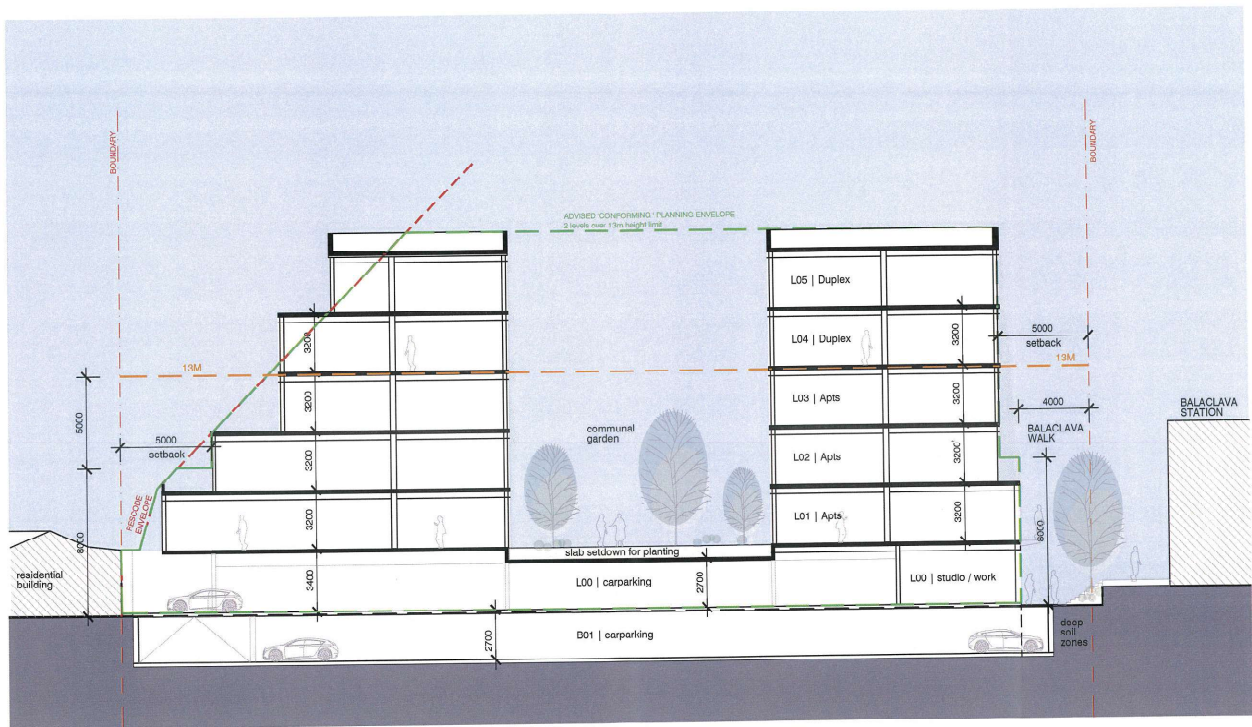 BOUNDARY
BOUNDARY
ADVISED 'CONFORMING' PLANNING ENVELOPE
2 levels over 13m height limit
L05 | Duplex
L04 | Duplex
3200
3200
5000
setback
13M
13M
5000
3200
L03 | Apts
3200
4000
BALACLAVA
STATION
5000
setback
communal
garden
BALACLAVA
WALK
3200
L02 | Apts
3200
RESCODE
ENVELOPE
8000
3200
L01 | Apts
3200
slab setdown for planting
residential
building
3400
L00 | carparking
2700
L00 | studio / work
B01 | carparking
2700
deep
soil
zones